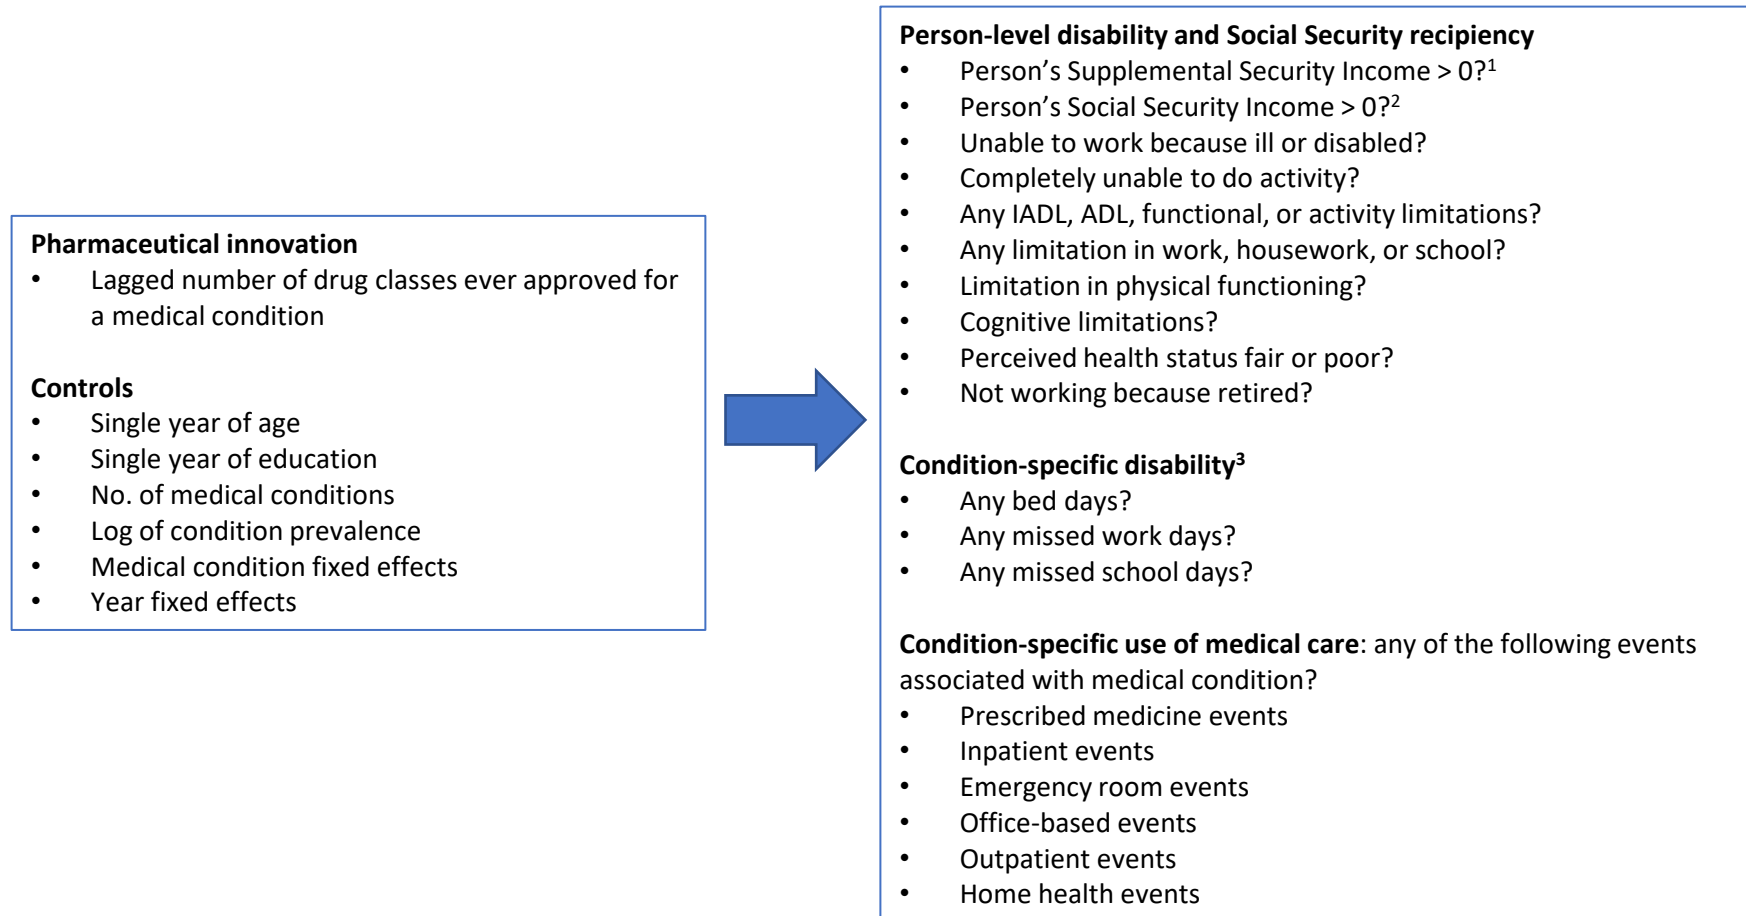 Pharmaceutical innovation
• Lagged number of drug classes ever approved for
a medical condition
Controls
• Single year of age
• Single year of education
• No. of medical conditions
• Log of condition prevalence
• Medical condition fixed effects
• Year fixed effects
Person-level disability and Social Security recipiency
• Person’s Supplemental Security Income > 0?1
• Person’s Social Security Income > 0?2
• Unable to work because ill or disabled?
• Completely unable to do activity?
• Any IADL, ADL, functional, or activity limitations?
• Any limitation in work, housework, or school?
• Limitation in physical functioning?
• Cognitive limitations?
• Perceived health status fair or poor?
• Not working because retired?
Condition-specific disability3
• Any bed days?
• Any missed work days?
• Any missed school days?
Condition-specific use of medical care: any of the following events
associated with medical condition?
• Prescribed medicine events
• Inpatient events
• Emergency room events
• Office-based events
• Outpatient events
• Home health events